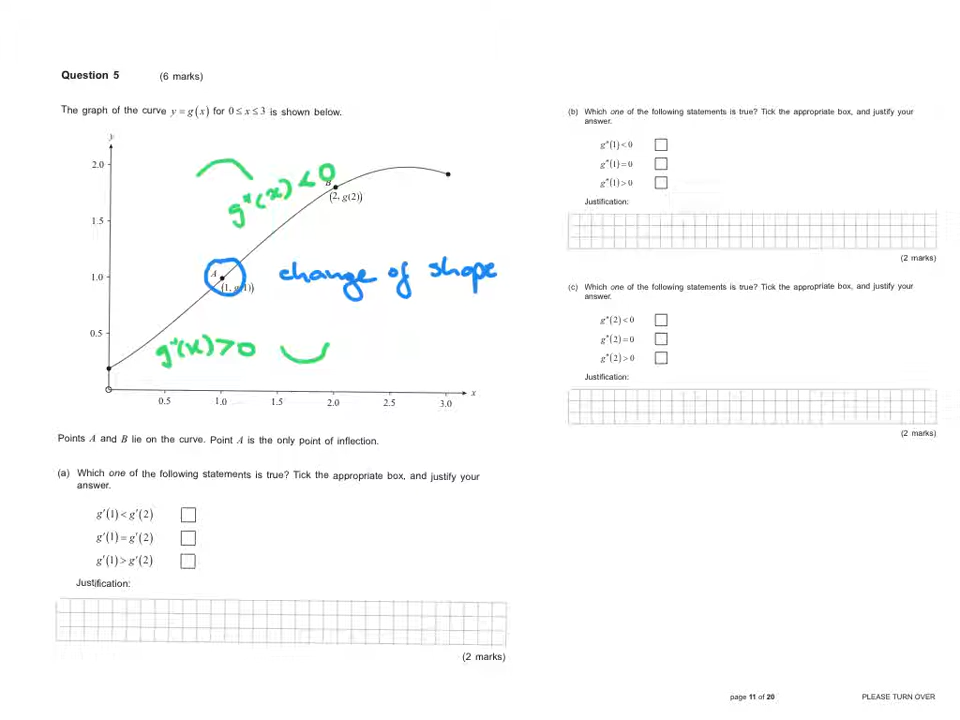 Question 5 (6 marks)
The graph of the curve y = g(x) for 0 ≤ x ≤ 3 is shown below.
y
2.0
1.5
1.0
0.5
0.5 1.0 1.5 2.0 2.5 3.0 x
g"(x) < 0
B
(2, g(2))
A
(1, g(1))
change of shape
g"(x) > 0
Points A and B lie on the curve. Point A is the only point of inflection.
(a) Which one of the following statements is true? Tick the appropriate box, and justify your
answer.
g′(1) < g′(2)
g′(1) = g′(2)
g′(1) > g′(2)
Justification:
(2 marks)
(b) Which one of the following statements is true? Tick the appropriate box, and justify your
answer.
g″(1) < 0
g″(1) = 0
g″(1) > 0
Justification:
(2 marks)
(c) Which one of the following statements is true? Tick the appropriate box, and justify your
answer.
g″(2) < 0
g″(2) = 0
g″(2) > 0
Justification:
(2 marks)
page 11 of 20 PLEASE TURN OVER